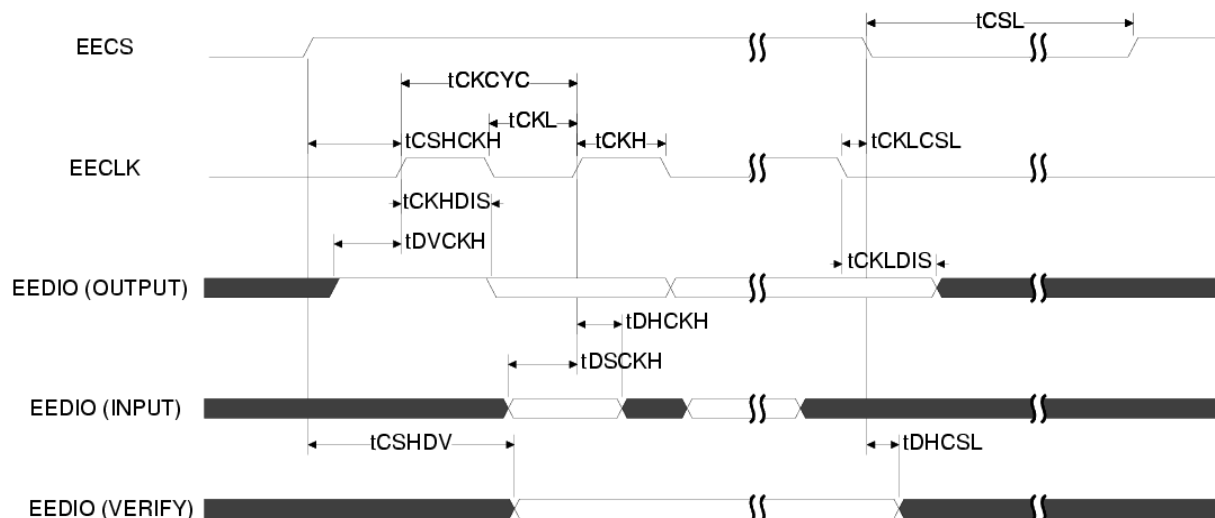 tCSL
EECS
tCKCYC
tCKL
tCSHCKH
tCKH
tCKLCSL
EECLK
tCKHDIS
tDVCKH
tCKLDIS
EEDIO (OUTPUT)
tDHCKH
tDSCKH
EEDIO (INPUT)
tCSHDV
tDHCSL
EEDIO (VERIFY)